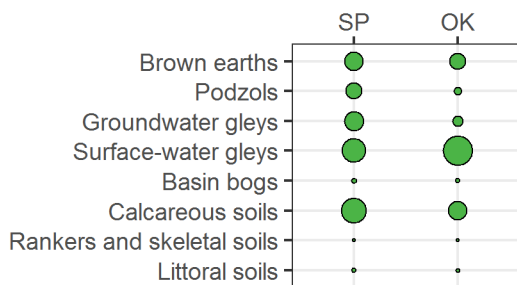 SP OK
Brown earths
Podzols
Groundwater gleys
Surface-water gleys
Basin bogs
Calcareous soils
Rankers and skeletal soils
Littoral soils